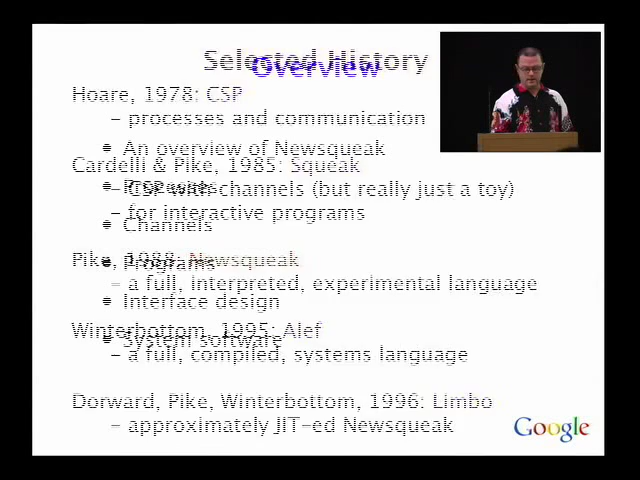 Selected History
Overview
Hoare, 1978: CSP
– processes and communication
• An overview of Newsqueak
Cardelli & Pike, 1985: Squeak
• Processes
– CSP with channels (but really just a toy)
– for interactive programs
• Channels
Pike, 1988: Newsqueak
• Programs
– a full, interpreted, experimental language
• Interface design
Winterbottom, 1995: Alef
• System software
– a full, compiled, systems language
Dorward, Pike, Winterbottom, 1996: Limbo
– approximately JIT-ed Newsqueak
Google